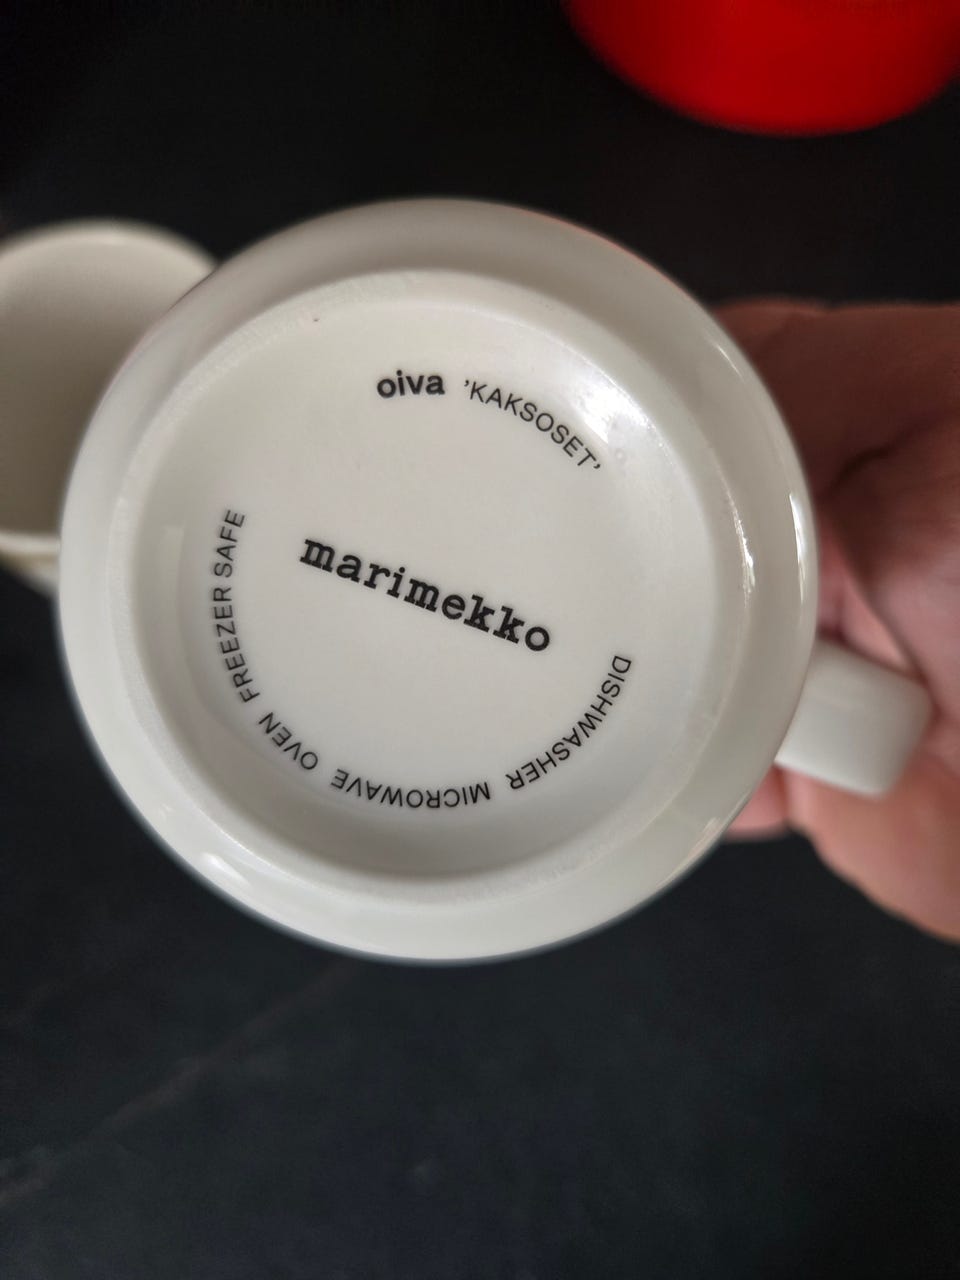 oiva 'KAKSOSET'
marimekko
DISHWASHER MICROWAVE OVEN FREEZER SAFE